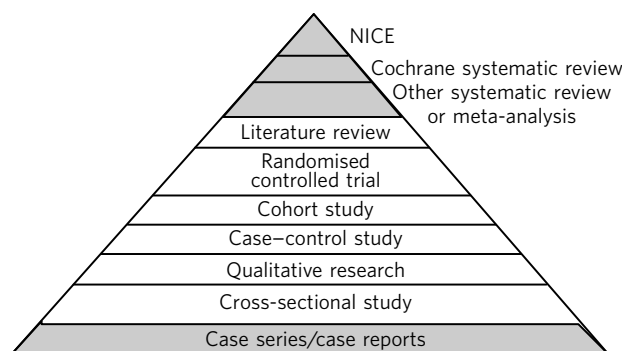 NICE
Cochrane systematic review
Other systematic review
or meta-analysis
Literature review
Randomised
controlled trial
Cohort study
Case–control study
Qualitative research
Cross-sectional study
Case series/case reports